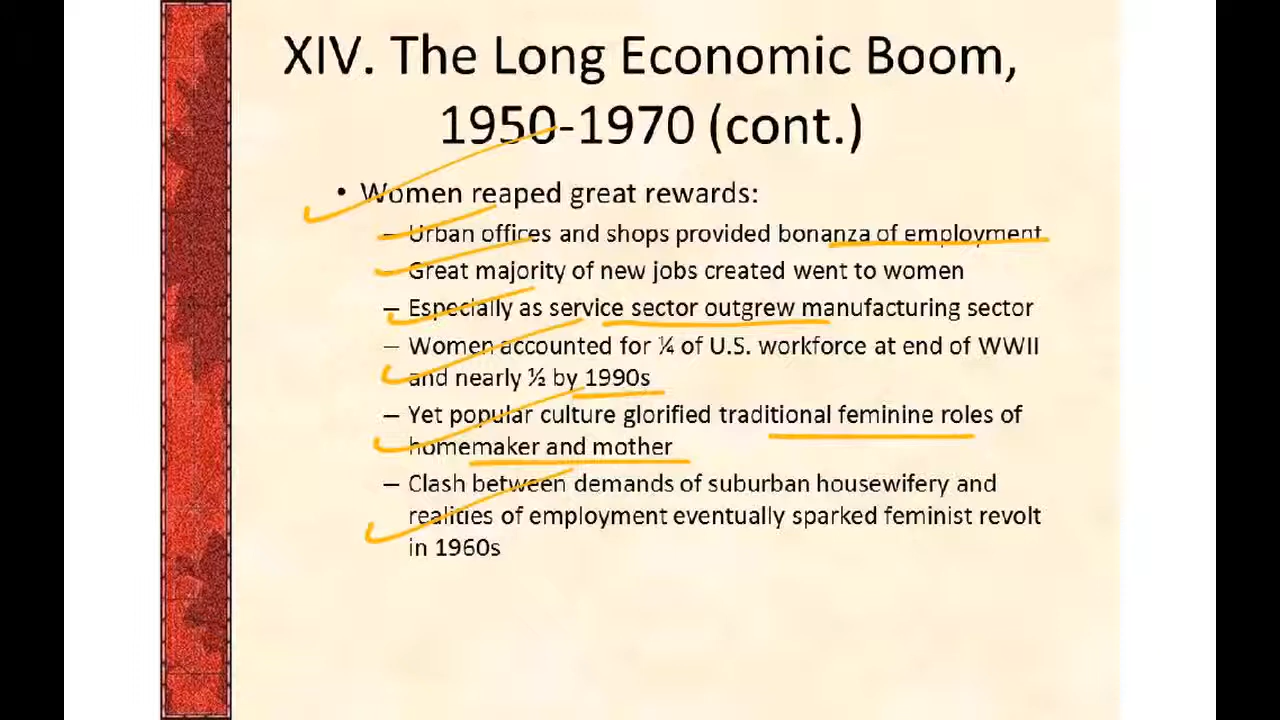 XIV. The Long Economic Boom,
1950-1970 (cont.)
• Women reaped great rewards:
– Urban offices and shops provided bonanza of employment
– Great majority of new jobs created went to women
– Especially as service sector outgrew manufacturing sector
– Women accounted for ¼ of U.S. workforce at end of WWII
and nearly ½ by 1990s
– Yet popular culture glorified traditional feminine roles of
homemaker and mother
– Clash between demands of suburban housewifery and
realities of employment eventually sparked feminist revolt
in 1960s